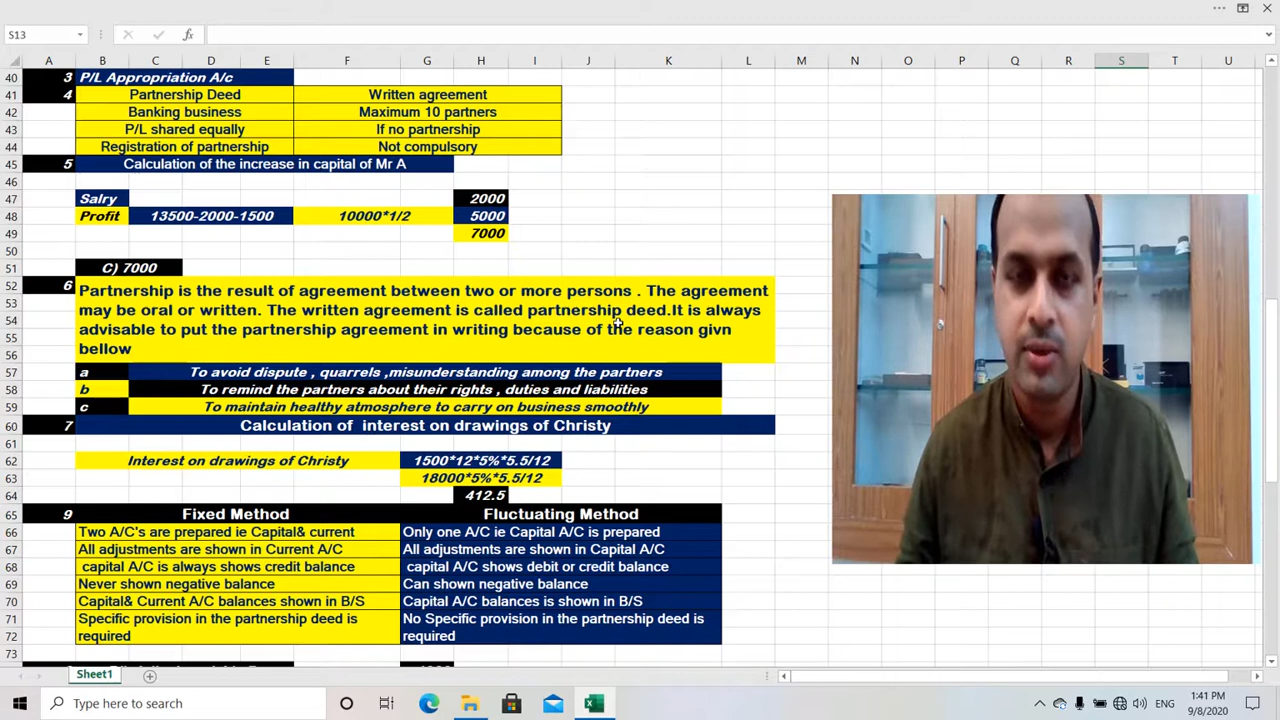 S13
A B C D E F G H I J K L M N O P Q R S T U
40 3 P/L Appropriation A/c
41 4 Partnership Deed Written agreement
42 Banking business Maximum 10 partners
43 P/L shared equally If no partnership
44 Registration of partnership Not compulsory
45 5 Calculation of the increase in capital of Mr A
46
47 Salry 2000
48 Profit 13500-2000-1500 10000*1/2 5000
49 7000
50
51 C) 7000
52 6 Partnership is the result of agreement between two or more persons . The agreement
53 may be oral or written. The written agreement is called partnership deed.It is always
54 advisable to put the partnership agreement in writing because of the reason givn
55 bellow
56
57 a To avoid dispute , quarrels ,misunderstanding among the partners
58 b To remind the partners about their rights , duties and liabilities
59 c To maintain healthy atmosphere to carry on business smoothly
60 7 Calculation of interest on drawings of Christy
61
62 Interest on drawings of Christy 1500*12*5%*5.5/12
63 18000*5%*5.5/12
64 412.5
65 9 Fixed Method Fluctuating Method
66 Two A/C's are prepared ie Capital& current Only one A/C ie Capital A/C is prepared
67 All adjustments are shown in Current A/C All adjustments are shown in Capital A/C
68 capital A/C is always shows credit balance capital A/C shows debit or credit balance
69 Never shown negative balance Can shown negative balance
70 Capital& Current A/C balances shown in B/S Capital A/C balances is shown in B/S
71 Specific provision in the partnership deed is No Specific provision in the partnership deed is
72 required required
73
Sheet1
Type here to search
ENG
1:41 PM
9/8/2020